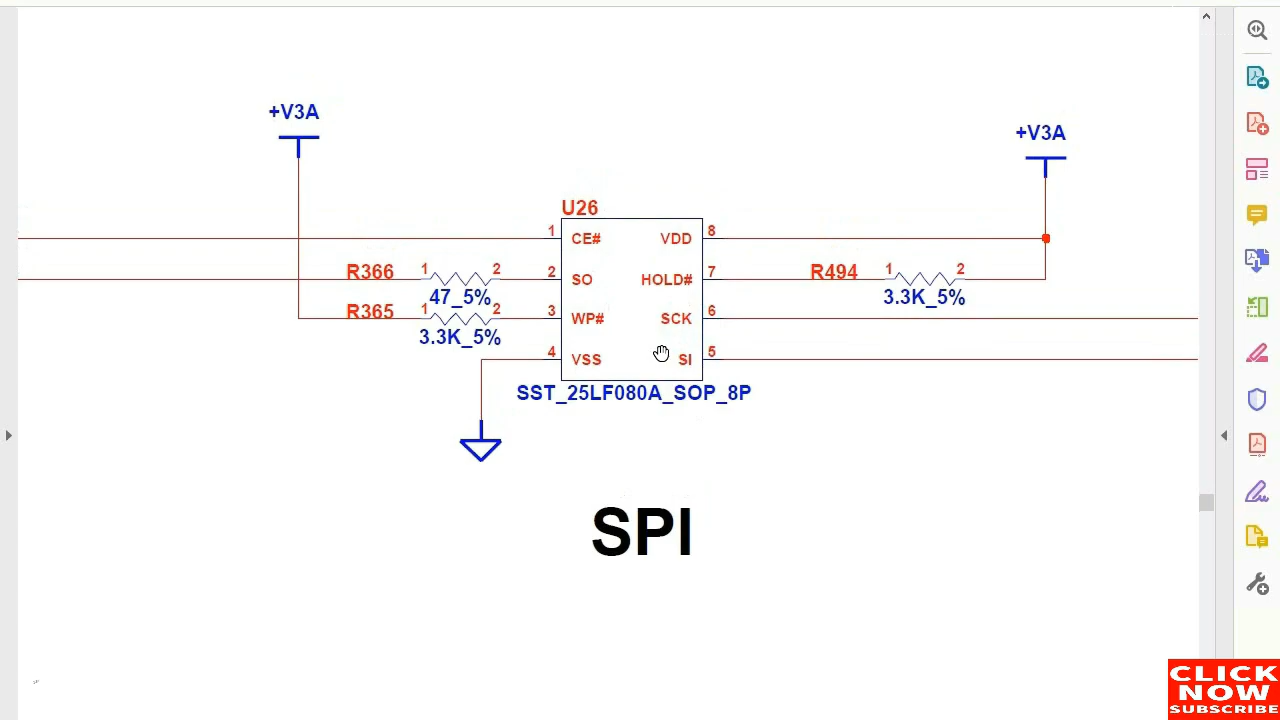 +V3A
+V3A
U26
1 CE# VDD 8
R366 1 2 2 SO HOLD# 7 R494 1 2
47_5% 3.3K_5%
R365 1 2 3 WP# SCK 6
3.3K_5%
4 VSS SI 5
SST_25LF080A_SOP_8P
SPI
CLICK
NOW
SUBSCRIBE